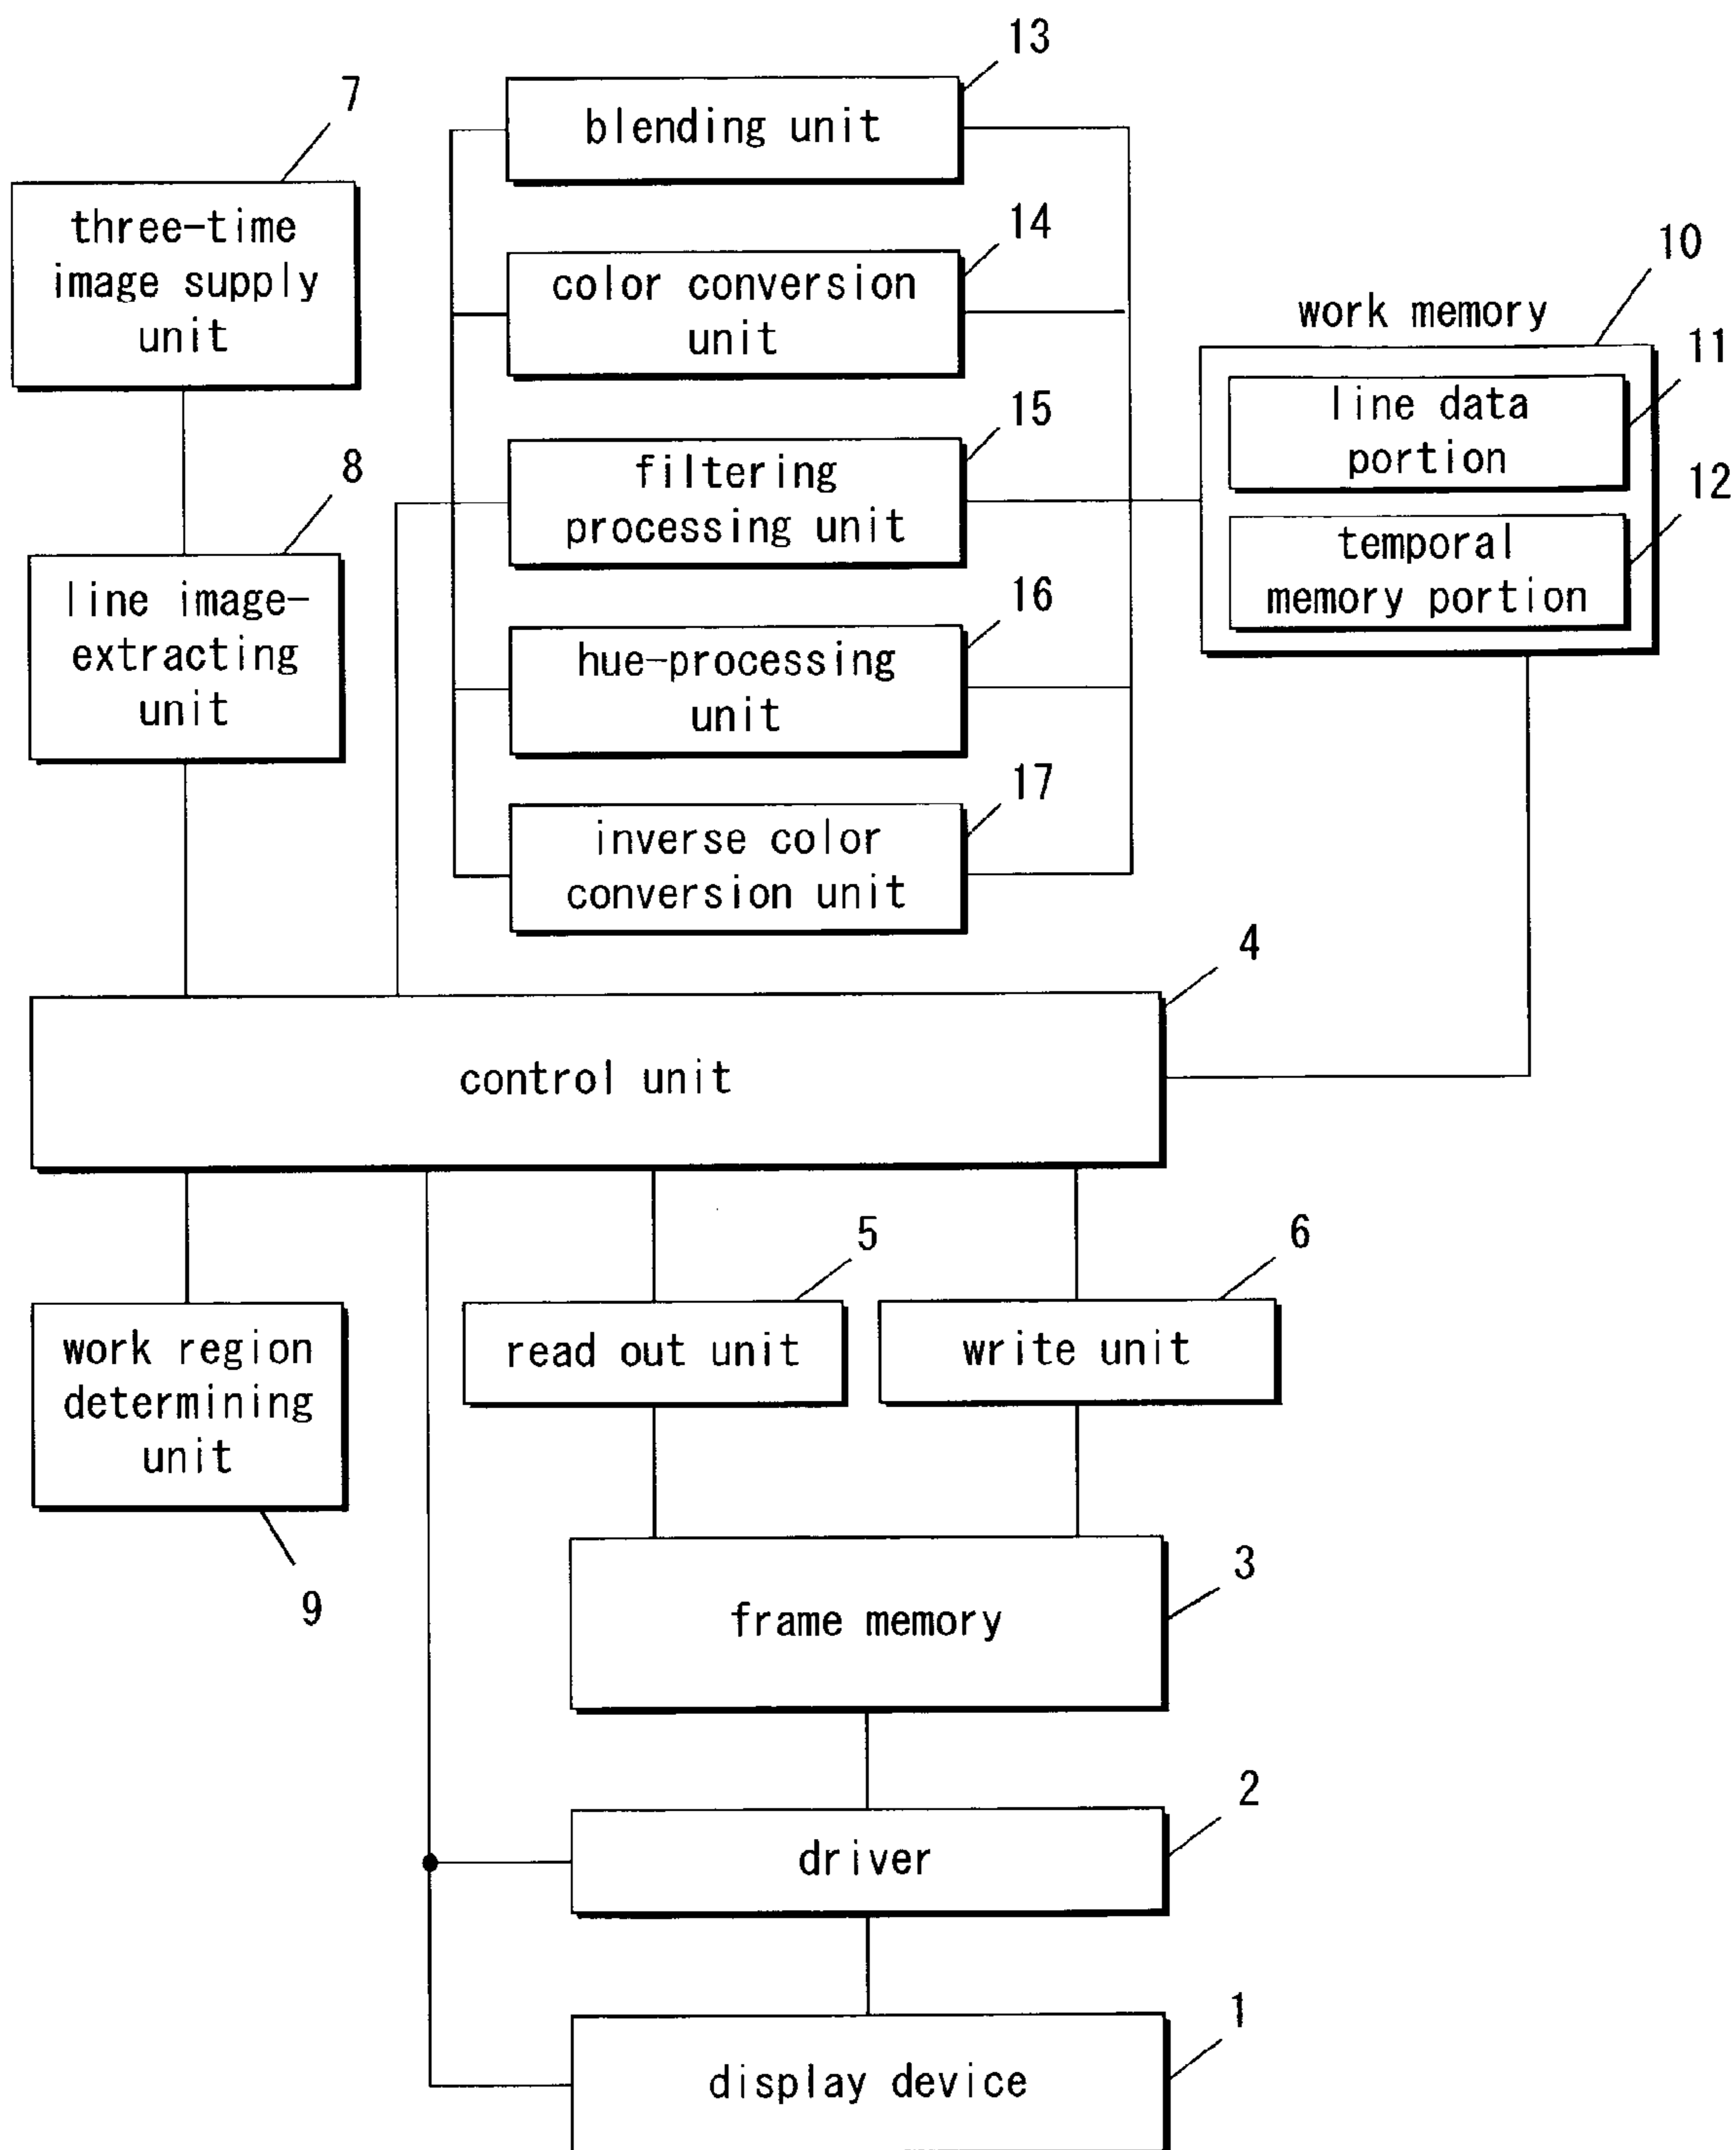 13
blending unit
7
three-time
image supply
unit
14
color conversion
unit
10
work memory
11
line data
portion
15
filtering
processing unit
8
line image-
extracting
unit
12
temporal
memory portion
16
hue-processing
unit
17
inverse color
conversion unit
4
control unit
5
read out unit
6
write unit
work region
determining
unit
9
3
frame memory
2
driver
1
display device